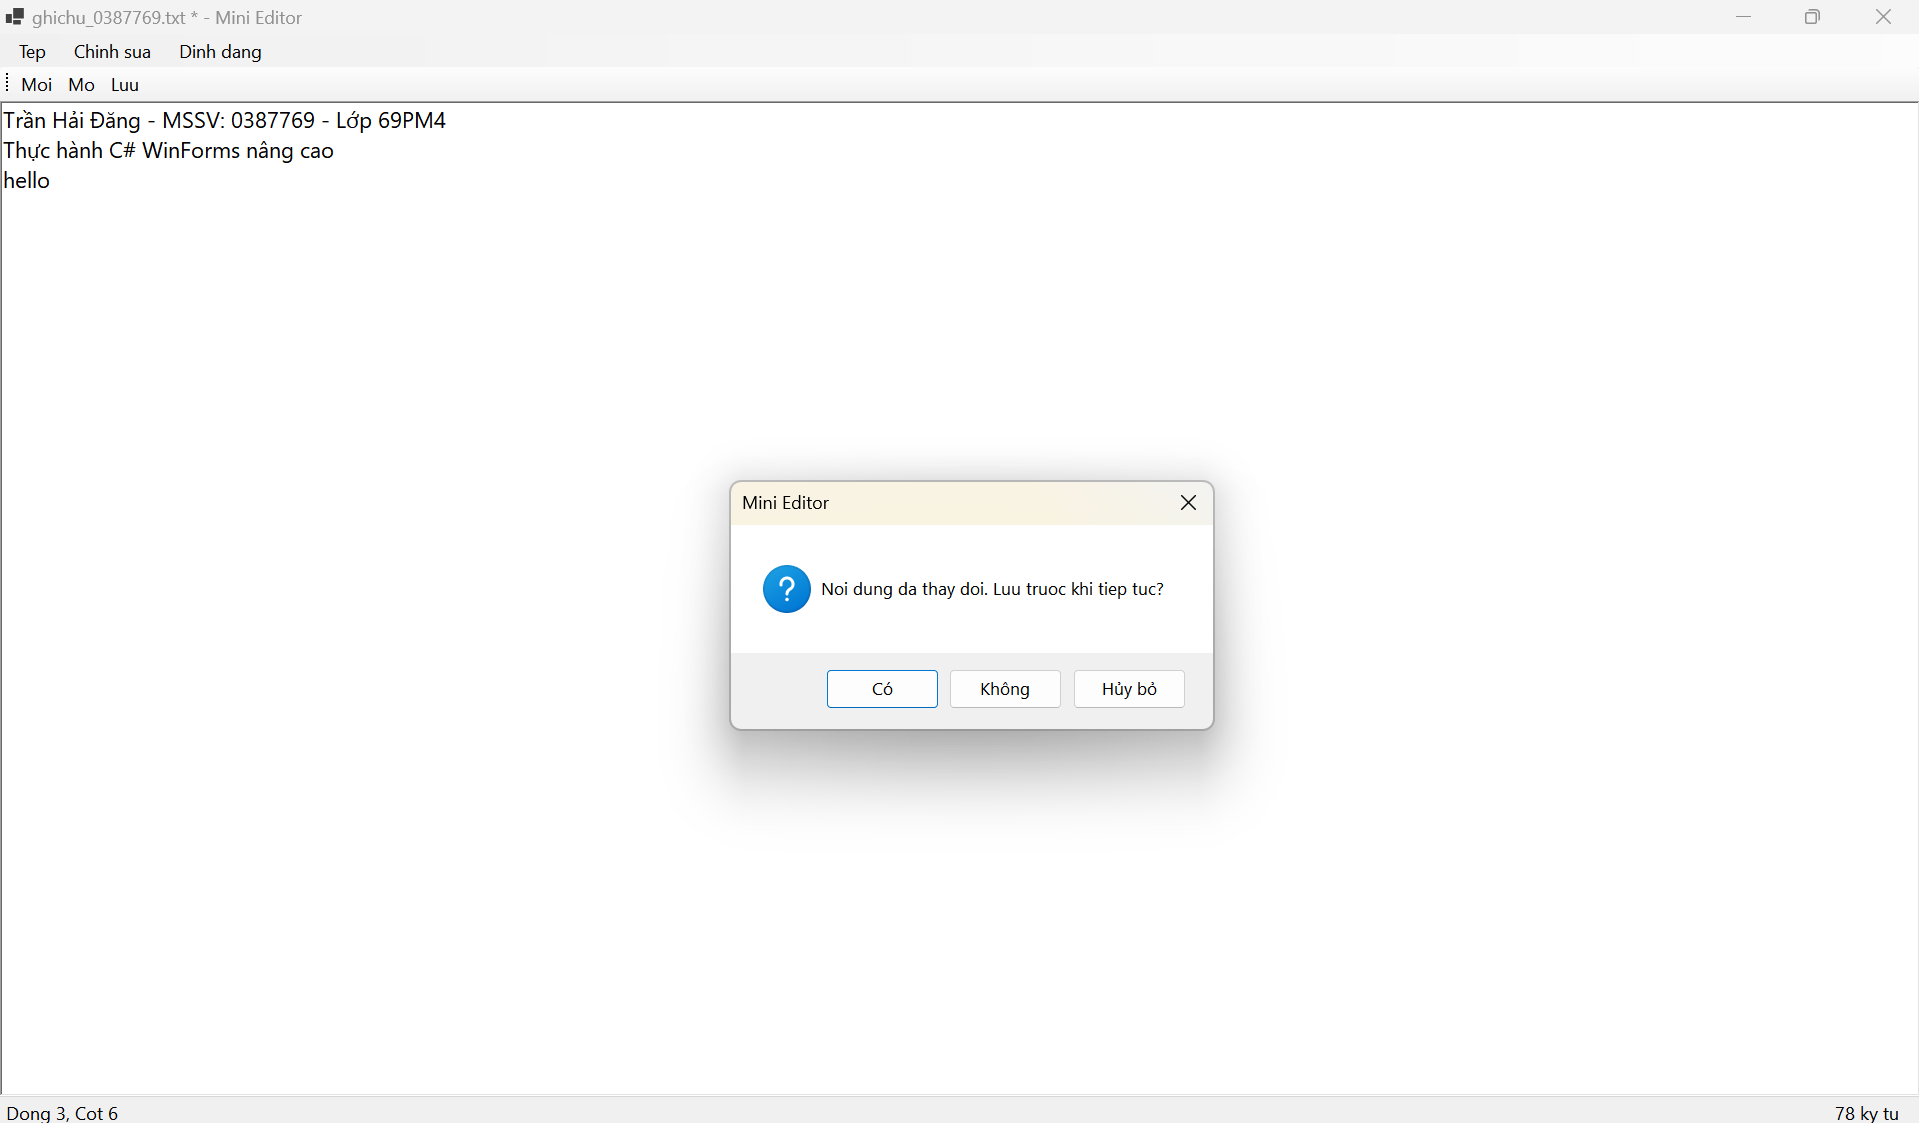 ghichu_0387769.txt * - Mini Editor
Tep Chinh sua Dinh dang
Moi Mo Luu
Trần Hải Đăng - MSSV: 0387769 - Lớp 69PM4
Thực hành C# WinForms nâng cao
hello
Mini Editor
Noi dung da thay doi. Luu truoc khi tiep tuc?
Có Không Hủy bỏ
Dong 3, Cot 6 78 ky tu